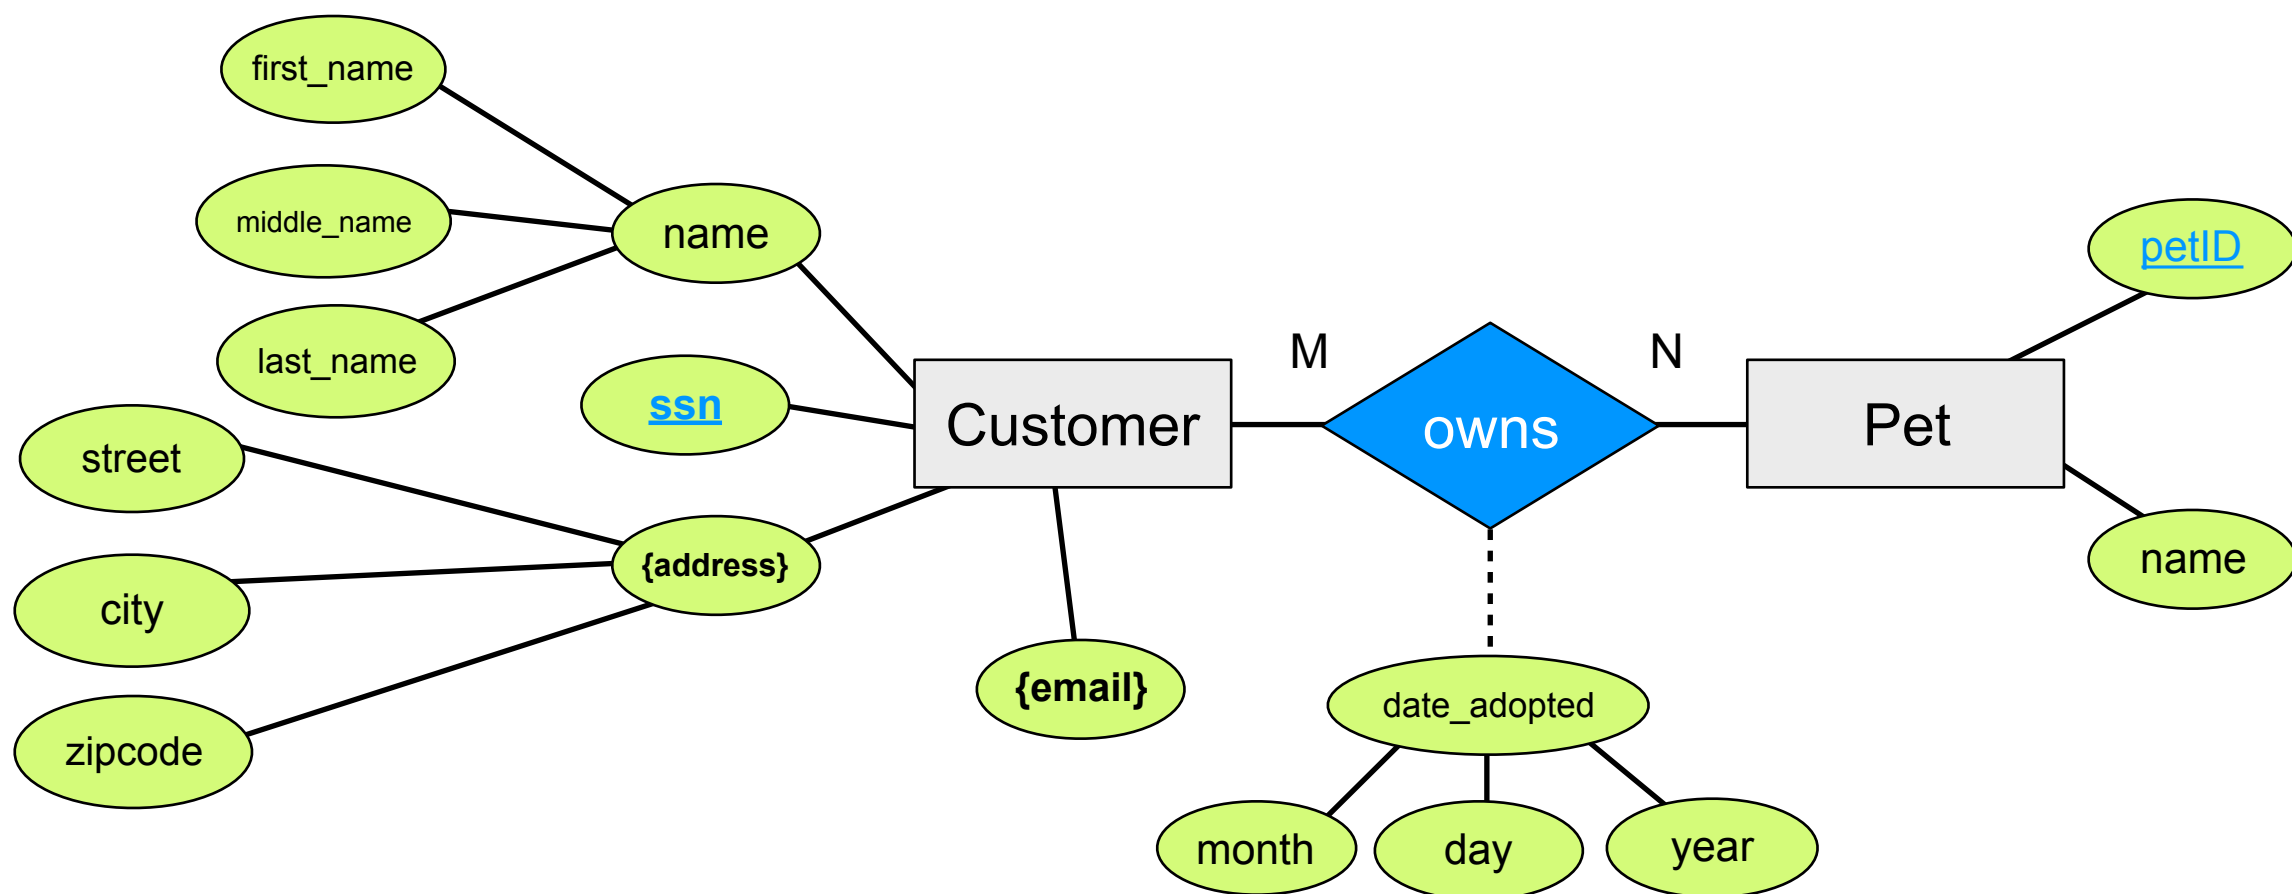 first_name
middle_name
name
last_name
petID
M
N
ssn
Customer
owns
Pet
street
{address}
name
city
{email}
date_adopted
zipcode
month
day
year